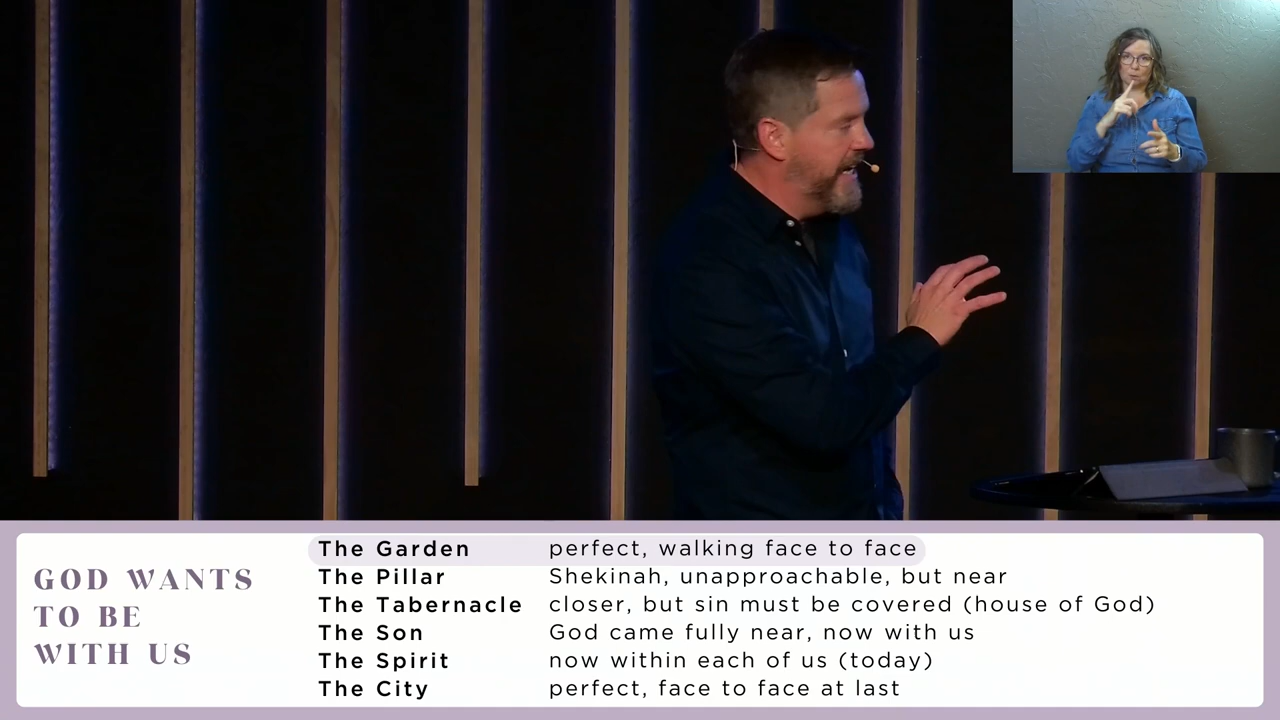 GOD WANTS
TO BE
WITH US
The Garden perfect, walking face to face
The Pillar Shekinah, unapproachable, but near
The Tabernacle closer, but sin must be covered (house of God)
The Son God came fully near, now with us
The Spirit now within each of us (today)
The City perfect, face to face at last